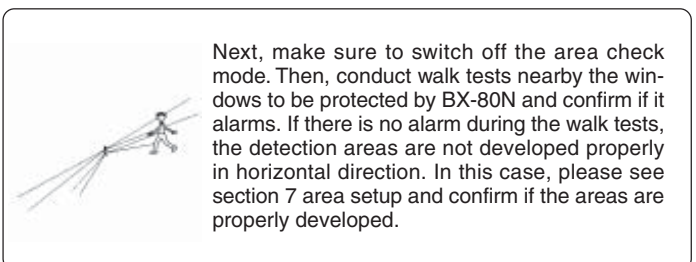 Next, make sure to switch off the area check
mode. Then, conduct walk tests nearby the win-
dows to be protected by BX-80N and confirm if it
alarms. If there is no alarm during the walk tests,
the detection areas are not developed properly
in horizontal direction. In this case, please see
section 7 area setup and confirm if the areas are
properly developed.